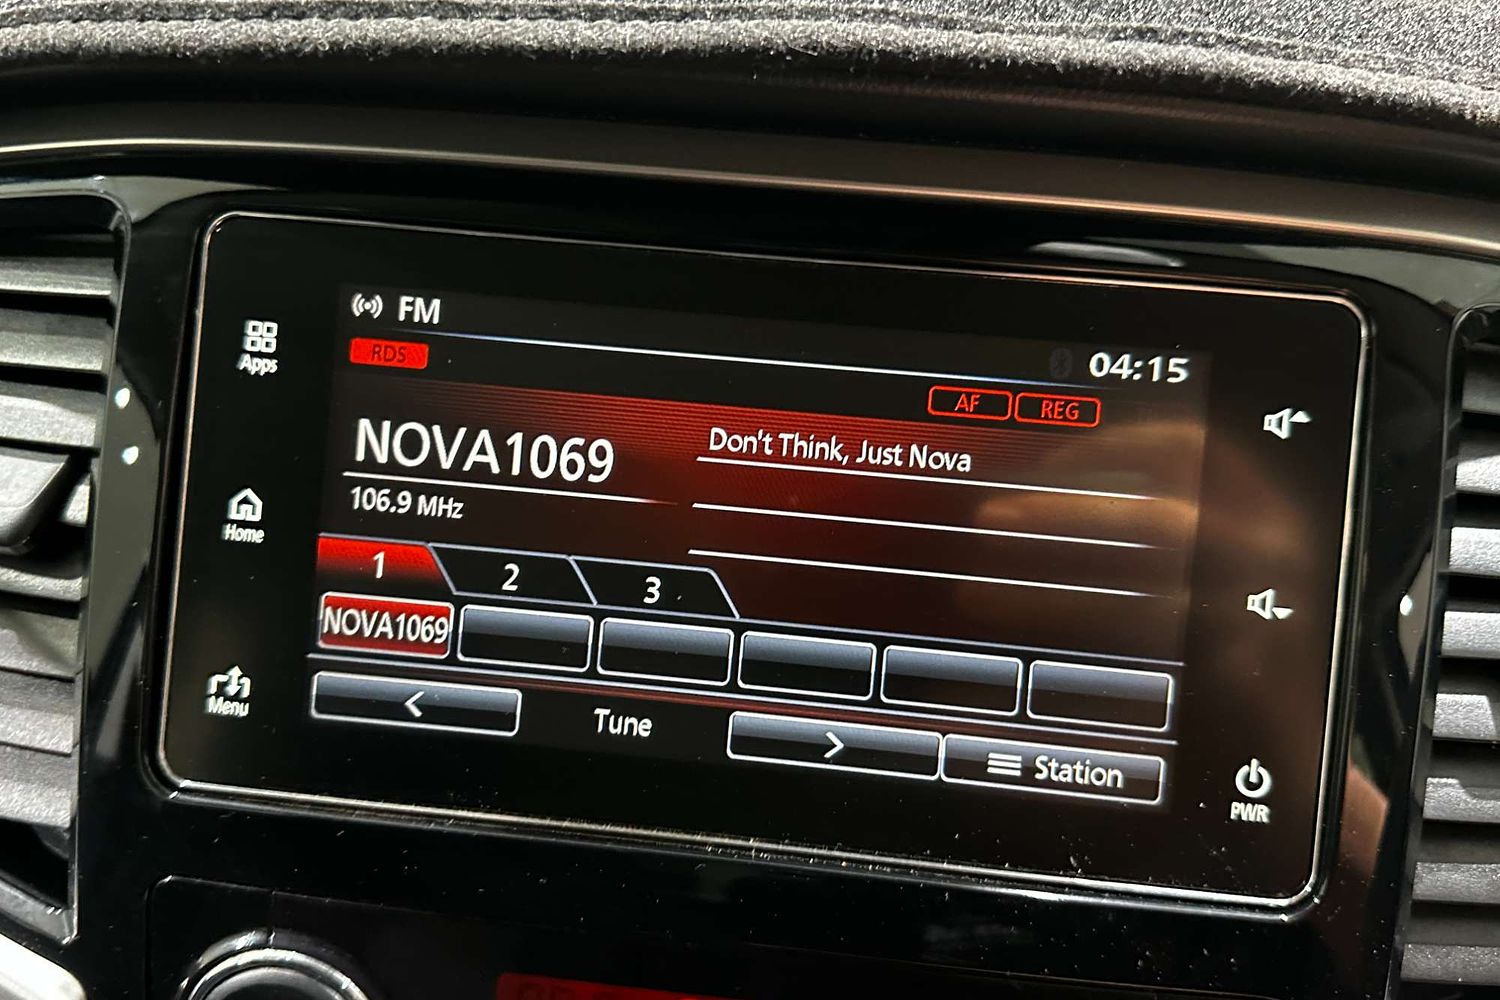 FM
04:15
RDS
AF REG
Apps
NOVA1069
Don't Think, Just Nova
106.9 MHz
Home
1 2 3
NOVA1069
Menu
Tune
Station
PWR